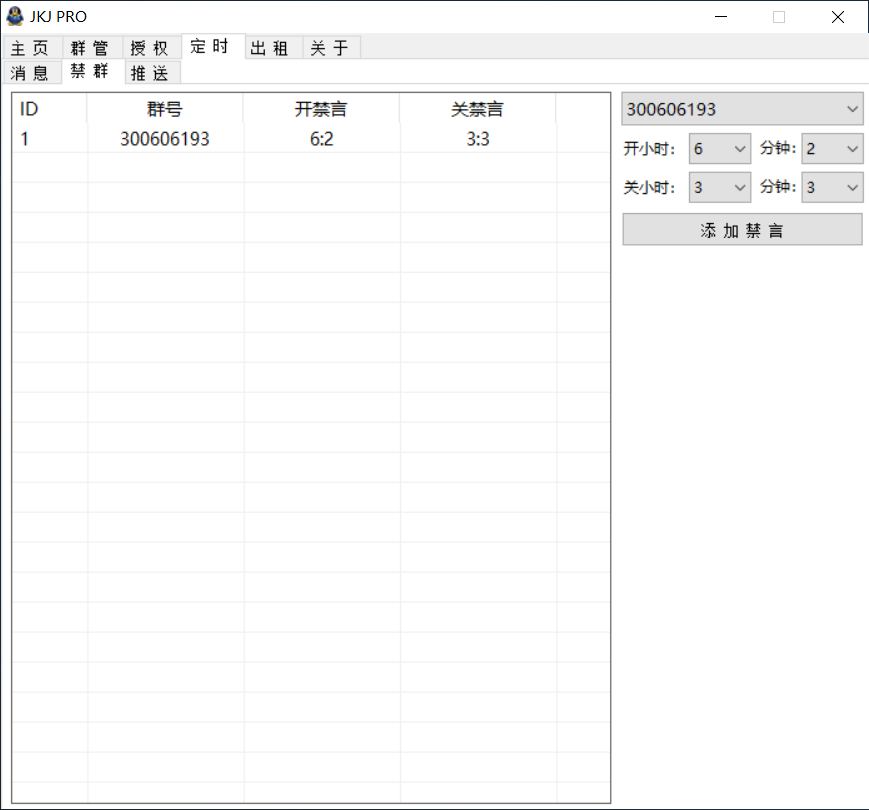 JKJ PRO
主页 群管 授权 定时 出租 关于
消息 禁群 推送
ID 群号 开禁言 关禁言
1 300606193 6:2 3:3
300606193
开小时: 6 分钟: 2
关小时: 3 分钟: 3
添加禁言